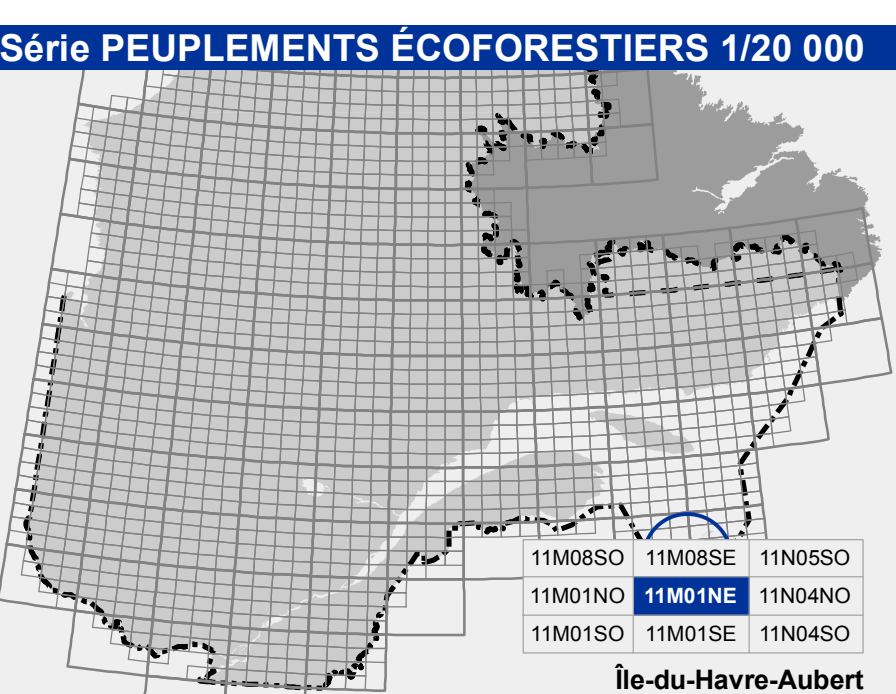 Série PEUPLEMENTS ÉCOFORESTIERS 1/20 000
11M08SO 11M08SE 11N05SO
11M01NO 11M01NE 11N04NO
11M01SO 11M01SE 11N04SO
Île-du-Havre-Aubert